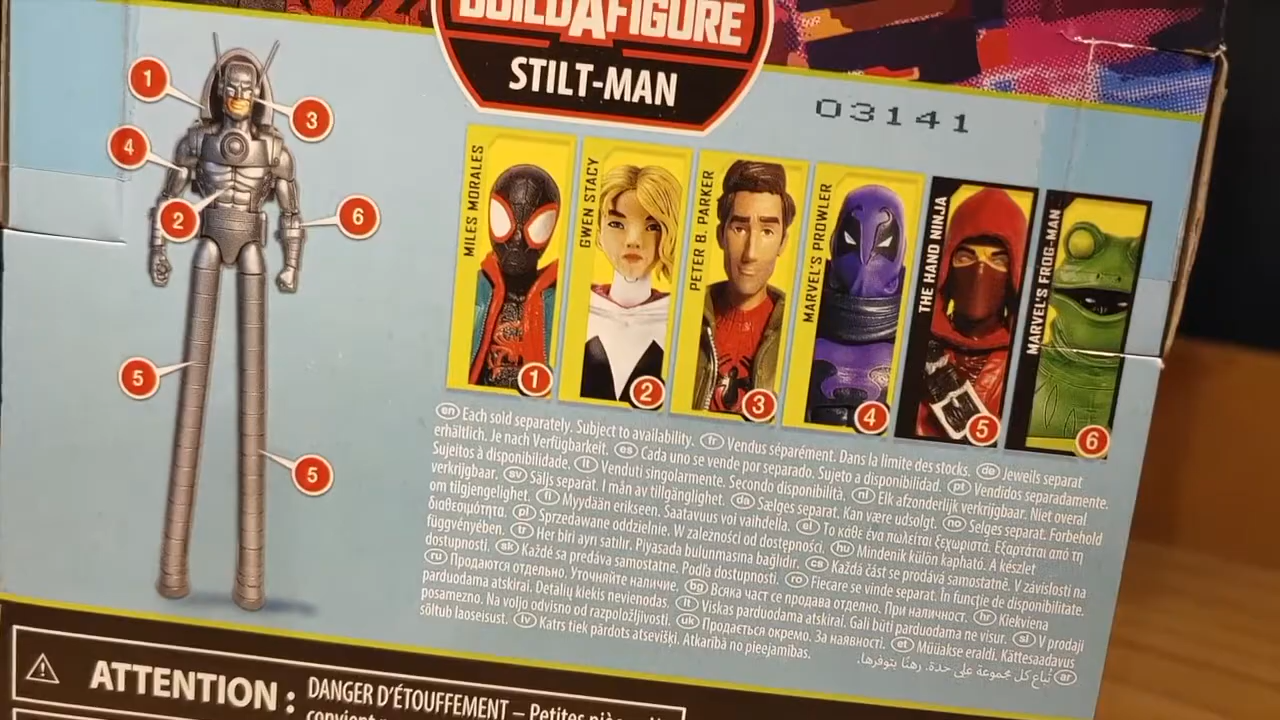 BUILDAFIGURE
STILT-MAN
03141
1
3
4
2
6
5
5
MILES MORALES
1
GWEN STACY
2
PETER B. PARKER
3
MARVEL'S PROWLER
4
THE HAND NINJA
5
MARVEL'S FROG-MAN
6
en Each sold separately. Subject to availability. fr Vendus séparément. Dans la limite des stocks. de Jeweils separat
erhältlich. Je nach Verfügbarkeit. es Cada uno se vende por separado. Sujeto a disponibilidad. pt Vendidos separadamente.
Sujeitos à disponibilidade. it Venduti singolarmente. Secondo disponibilità. nl Elk afzonderlijk verkrijgbaar. Niet overal
verkrijgbaar. sv Säljs separat. I mån av tillgänglighet. da Sælges separat. Kan være udsolgt. no Selges separat. Forbehold
om tilgjengelighet. fi Myydään erikseen. Saatavuus voi vaihdella. el Το κάθε ένα πωλείται ξεχωριστά. Εξαρτάται από τη
διαθεσιμότητα. pl Sprzedawane oddzielnie. W zależności od dostępności. hu Mindenik külön kapható. A készlet
függvényében. tr Her biri ayrı satılır. Piyasada bulunmasına bağlıdır. cs Každá část se prodává samostatně. V závislosti na
dostupnosti. sk Každé sa predáva samostatne. Podľa dostupnosti. ro Fiecare se vinde separat. În funcție de disponibilitate.
ru Продаются отдельно. Уточняйте наличие. bg Всяка част се продава отделно. При наличност. hr Kiekviena
parduodama atskirai. Detalių kiekis nevienodas. lt Viskas parduodama atskirai. Gali būti parduodama ne visur. sl V prodaji
posamezno. Na voljo odvisno od razpoložljivosti. uk Продається окремо. За наявності. et Müüakse eraldi. Kättesaadavus
sõltub laoseisust. lv Katrs tiek pārdots atsevišķi. Atkarībā no pieejamības.
ar تُباع كل مجموعة على حدة. رهنًا بتوفرها.
ATTENTION :
DANGER D'ÉTOUFFEMENT – Petites
convient